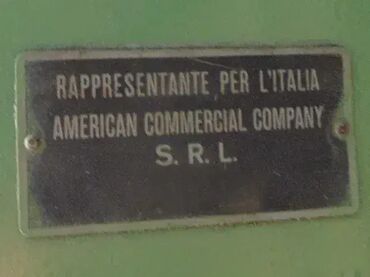 RAPPRESENTANTE PER L'ITALIA
AMERICAN COMMERCIAL COMPANY
S. R. L.